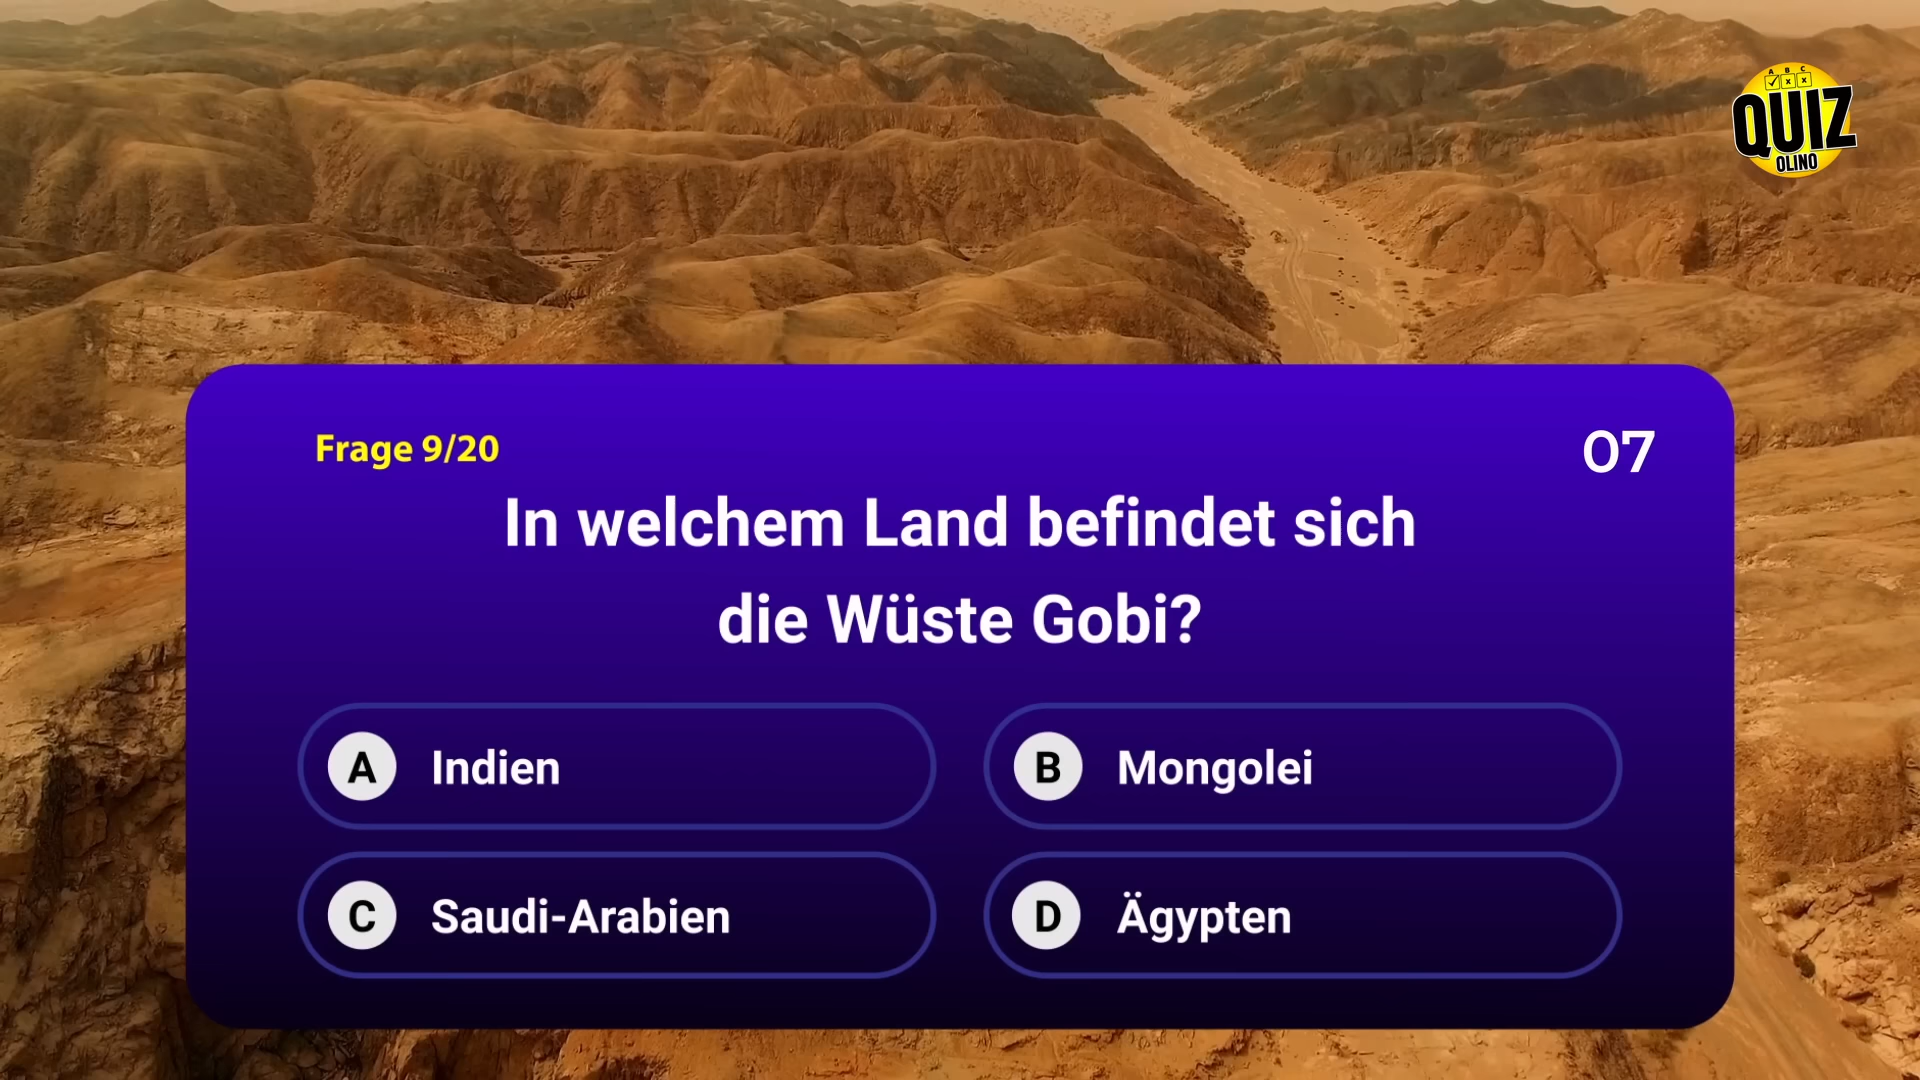 A B C
QUIZ
OLINO
Frage 9/20
07
In welchem Land befindet sich
die Wüste Gobi?
A Indien
B Mongolei
C Saudi-Arabien
D Ägypten